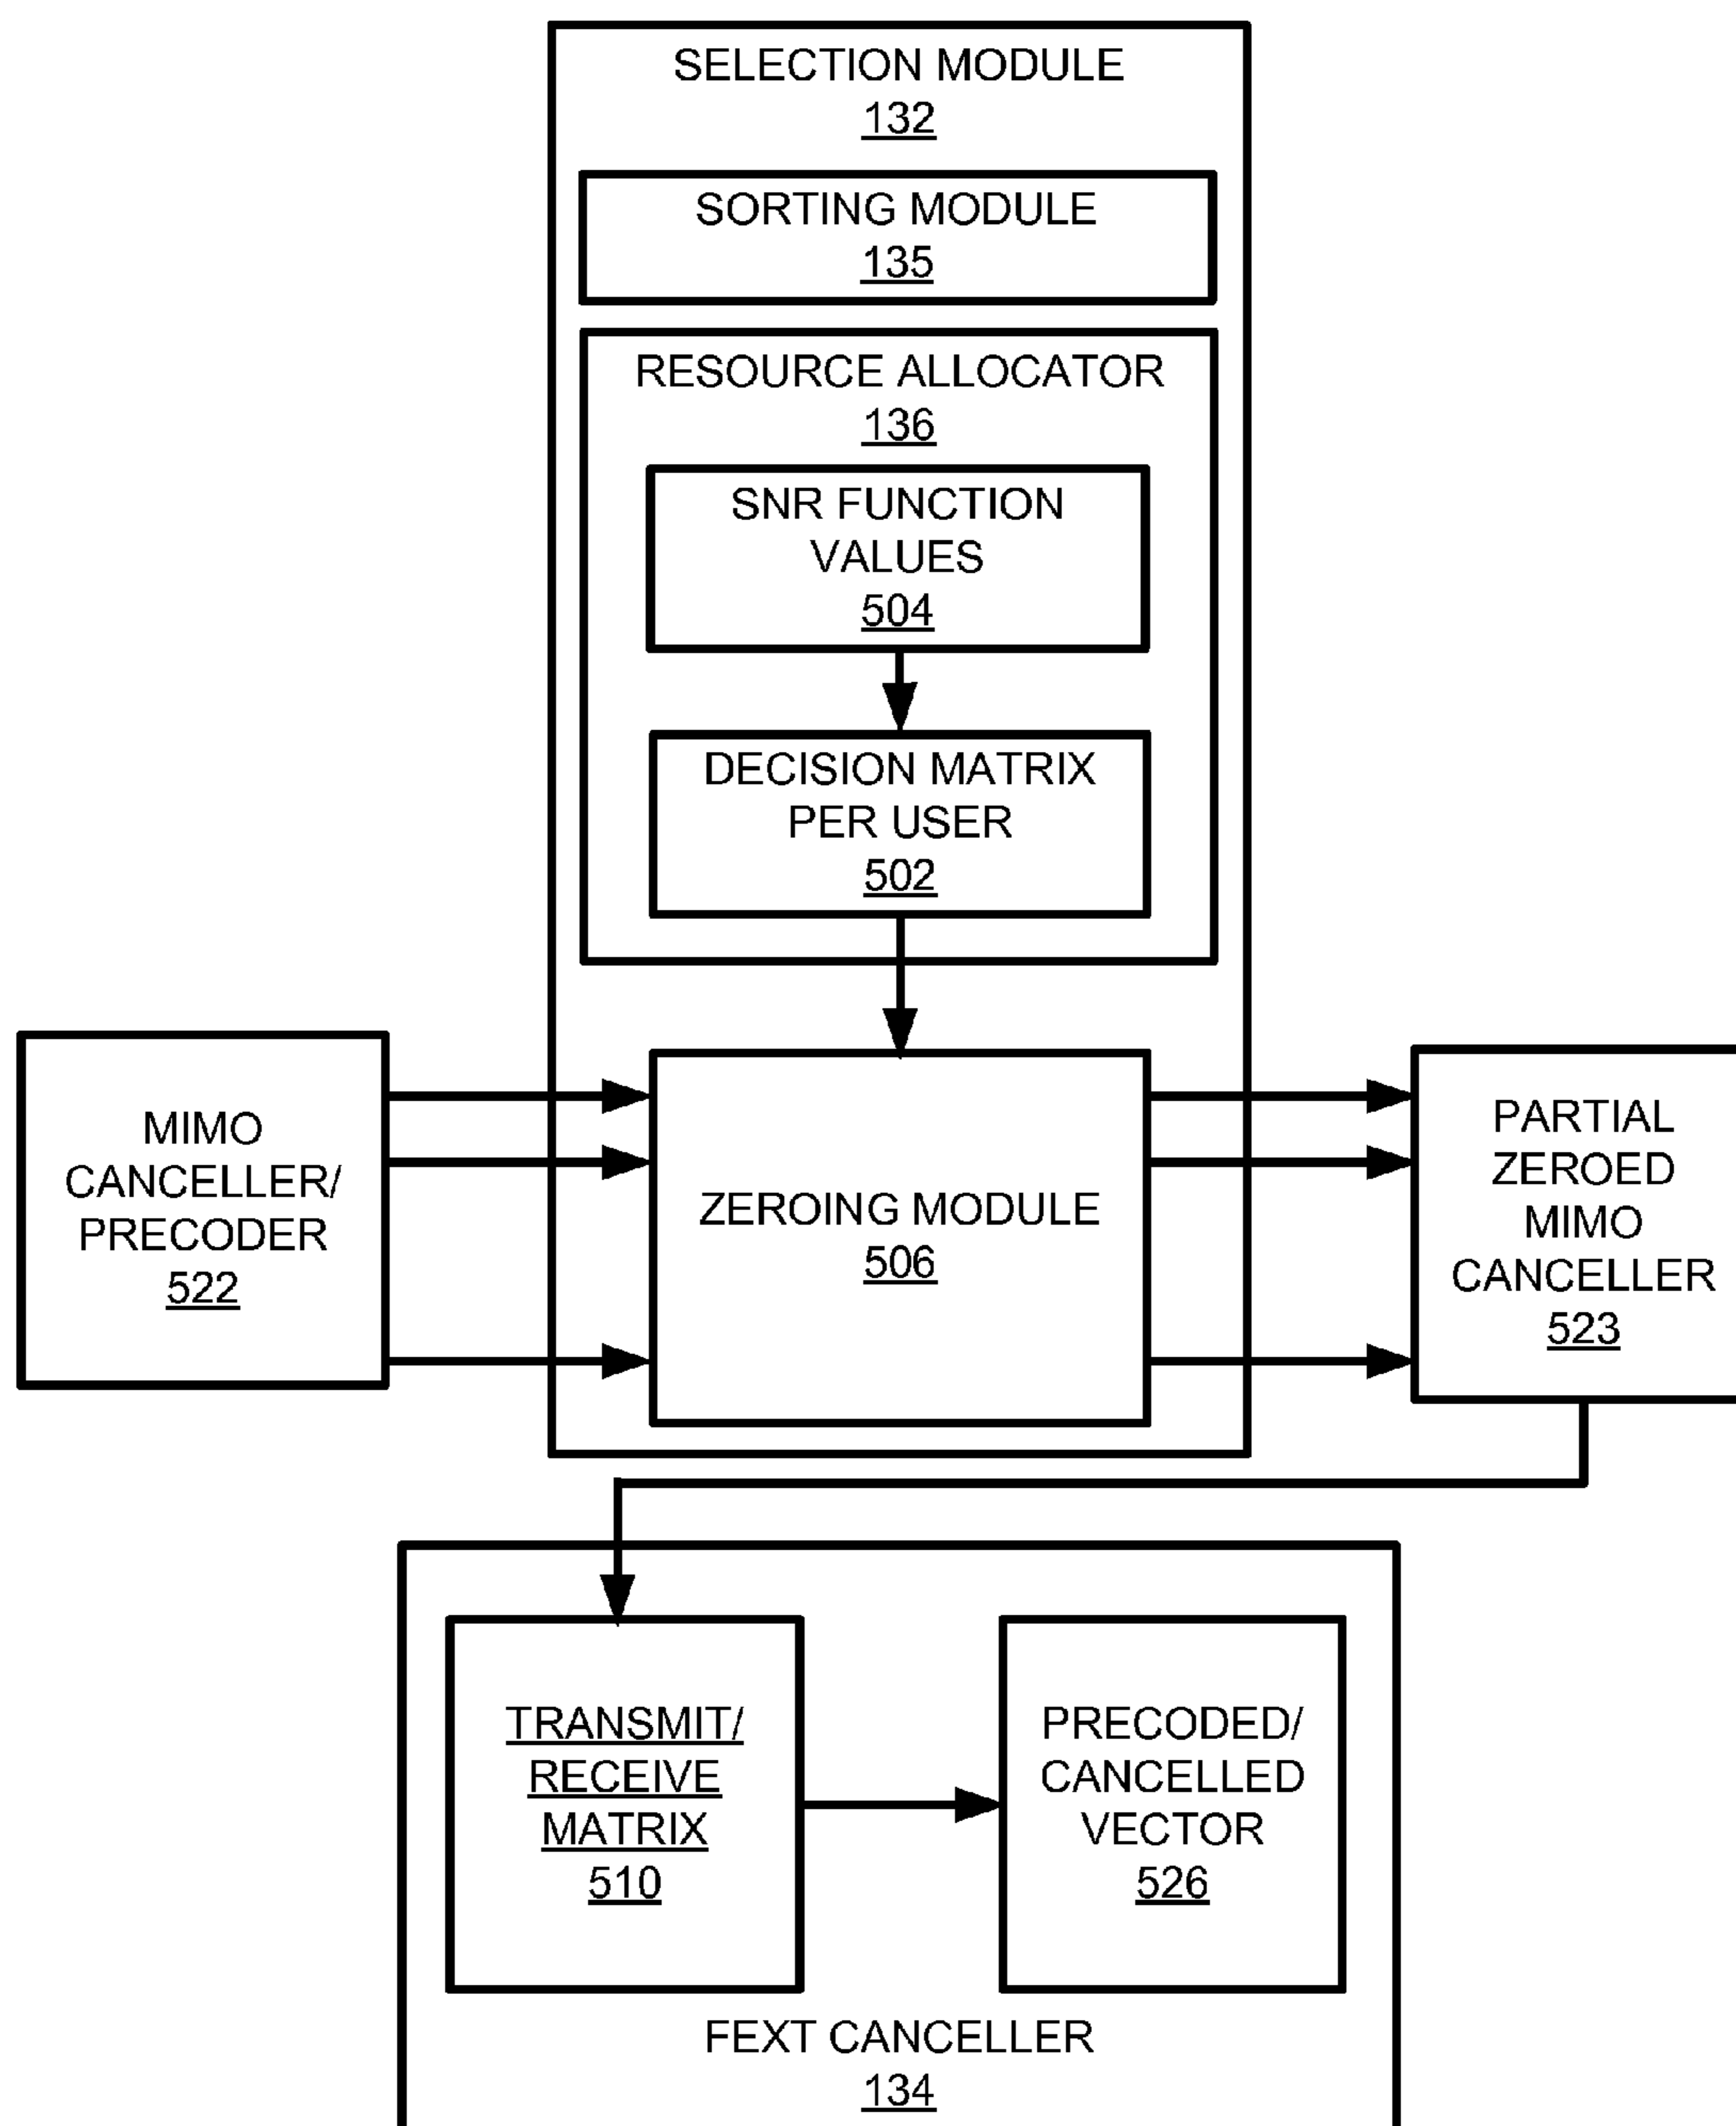 SELECTION MODULE
132
SORTING MODULE
135
RESOURCE ALLOCATOR
136
SNR FUNCTION
VALUES
504
DECISION MATRIX
PER USER
502
MIMO
CANCELLER/
PRECODER
522
ZEROING MODULE
506
PARTIAL
ZEROED
MIMO
CANCELLER
523
TRANSMIT/
RECEIVE
MATRIX
510
PRECODED/
CANCELLED
VECTOR
526
FEXT CANCELLER
134